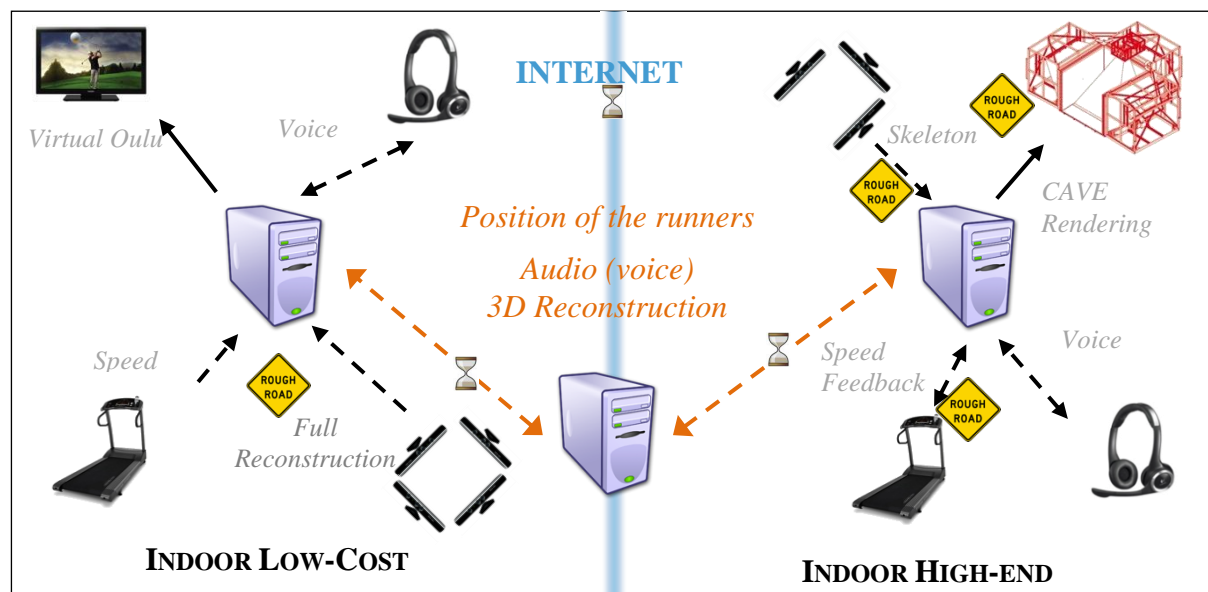 INTERNET
Virtual Oulu
Voice
Skeleton
ROUGH
ROAD
ROUGH
ROAD
CAVE
Rendering
Position of the runners
Audio (voice)
3D Reconstruction
Speed
ROUGH
ROAD
Full
Reconstruction
Speed
Feedback
ROUGH
ROAD
Voice
INDOOR LOW-COST
INDOOR HIGH-END